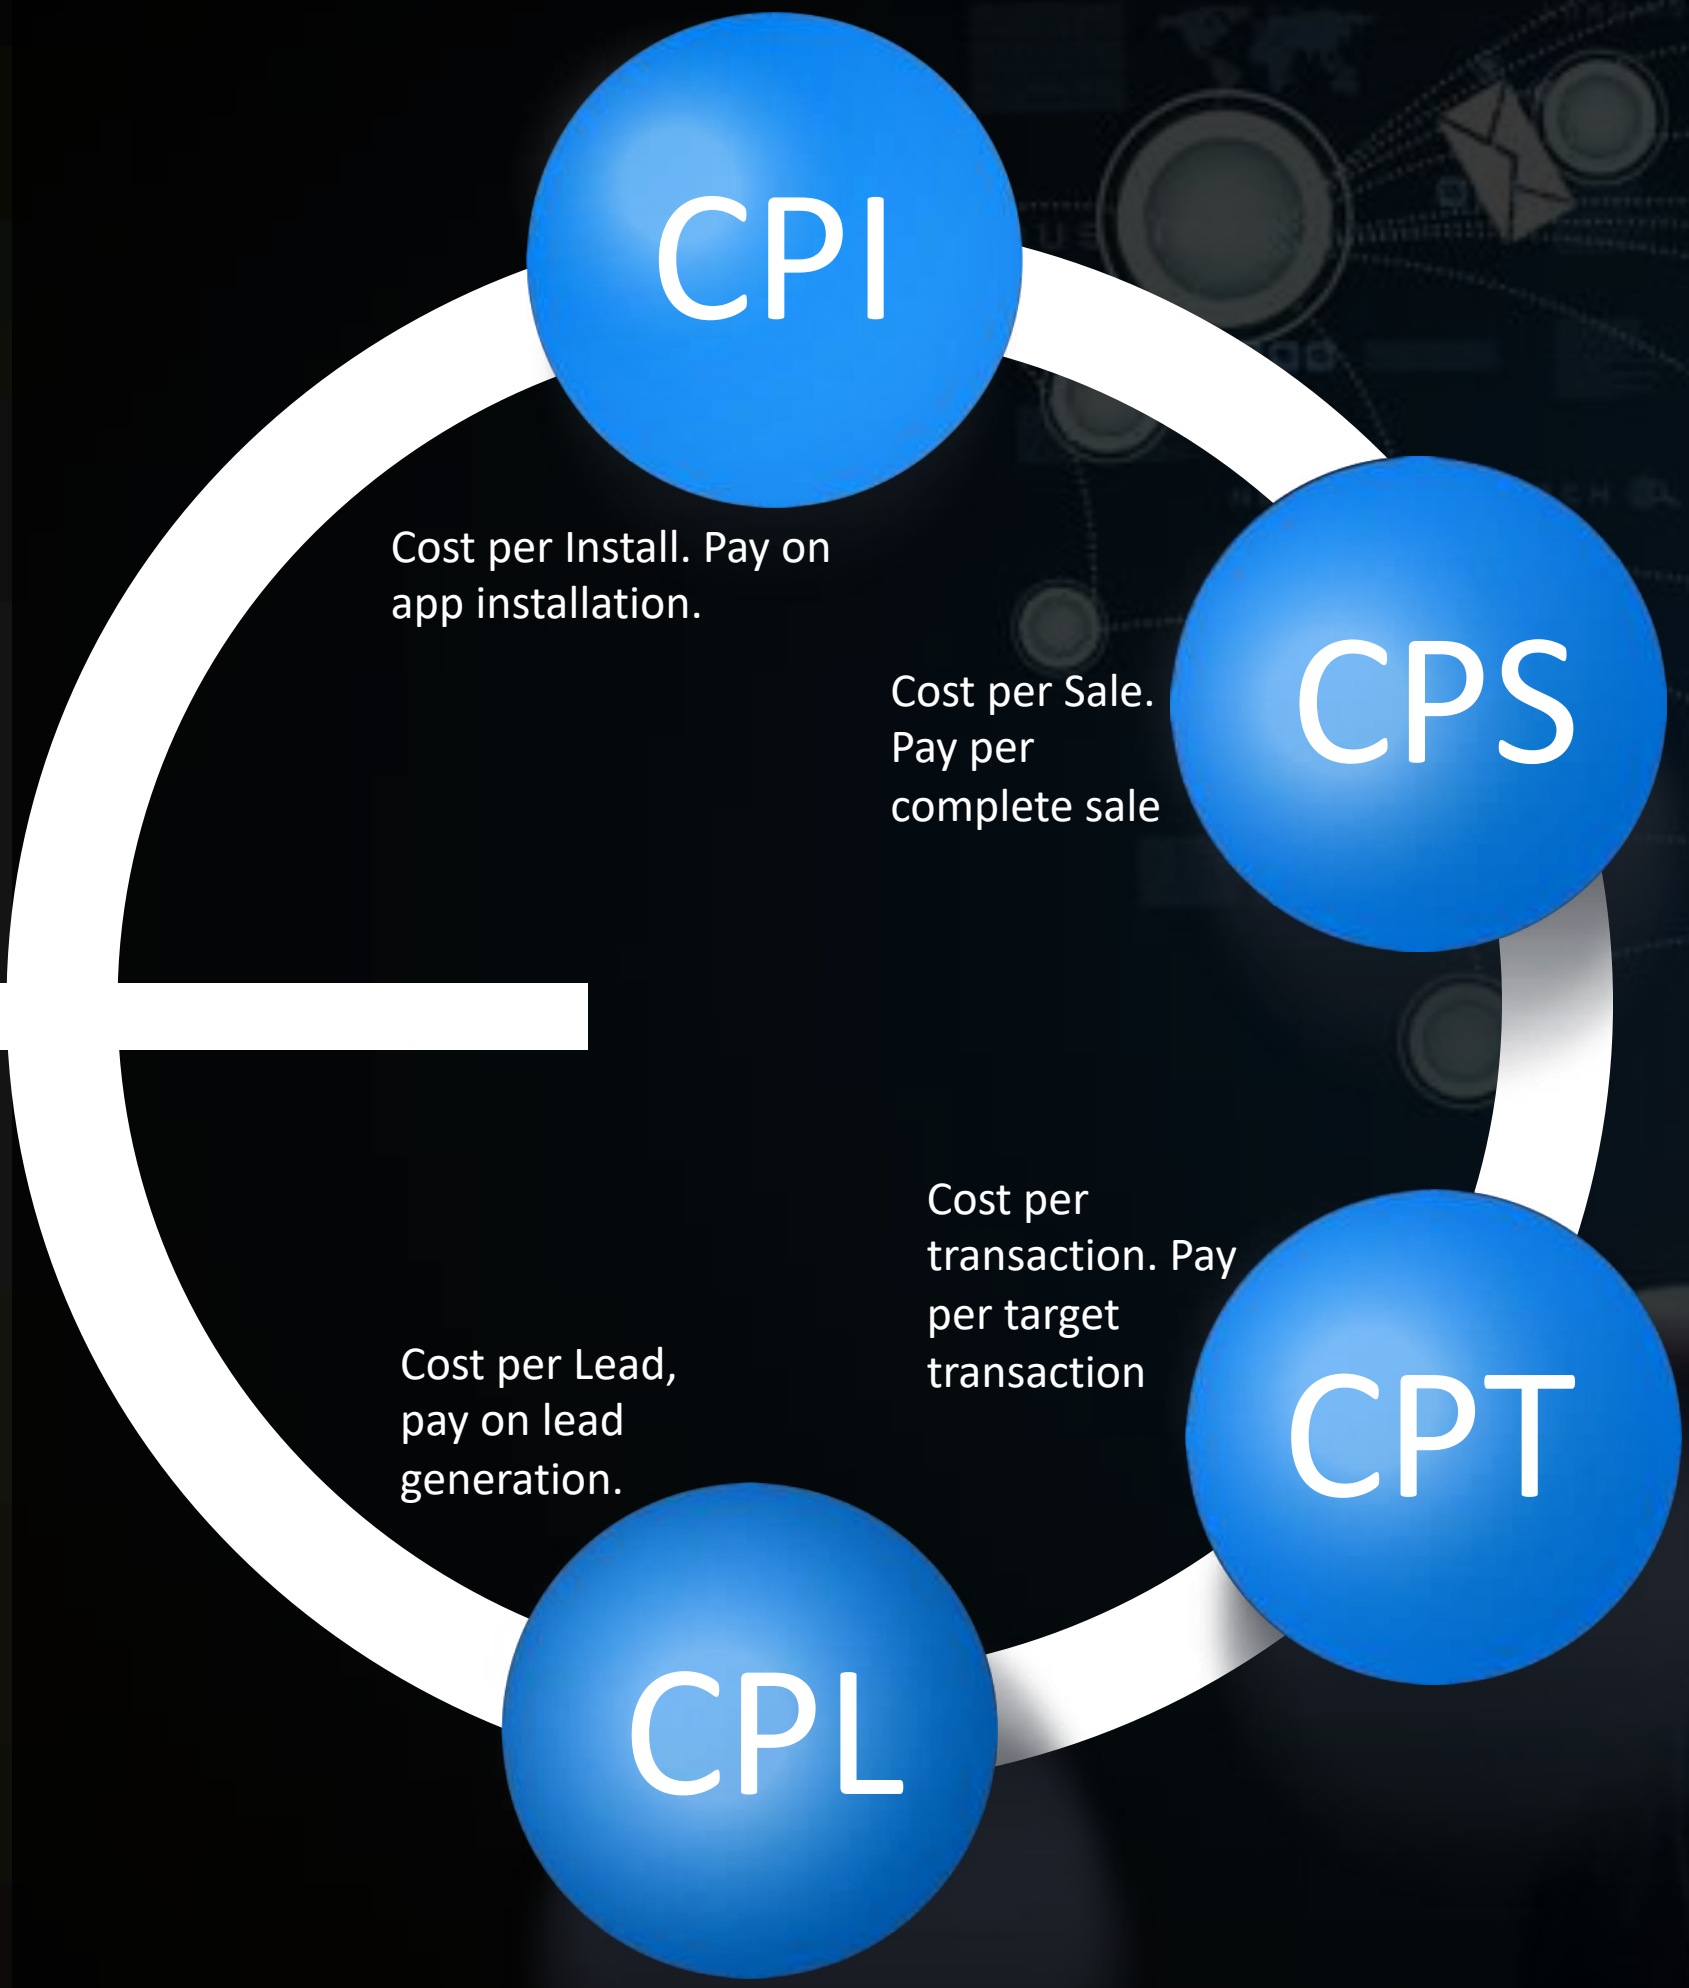 CPI
Cost per Install. Pay on
app installation.
CPS
Cost per Sale.
Pay per
complete sale
Cost per
transaction. Pay
per target
transaction
CPT
Cost per Lead,
pay on lead
generation.
CPL